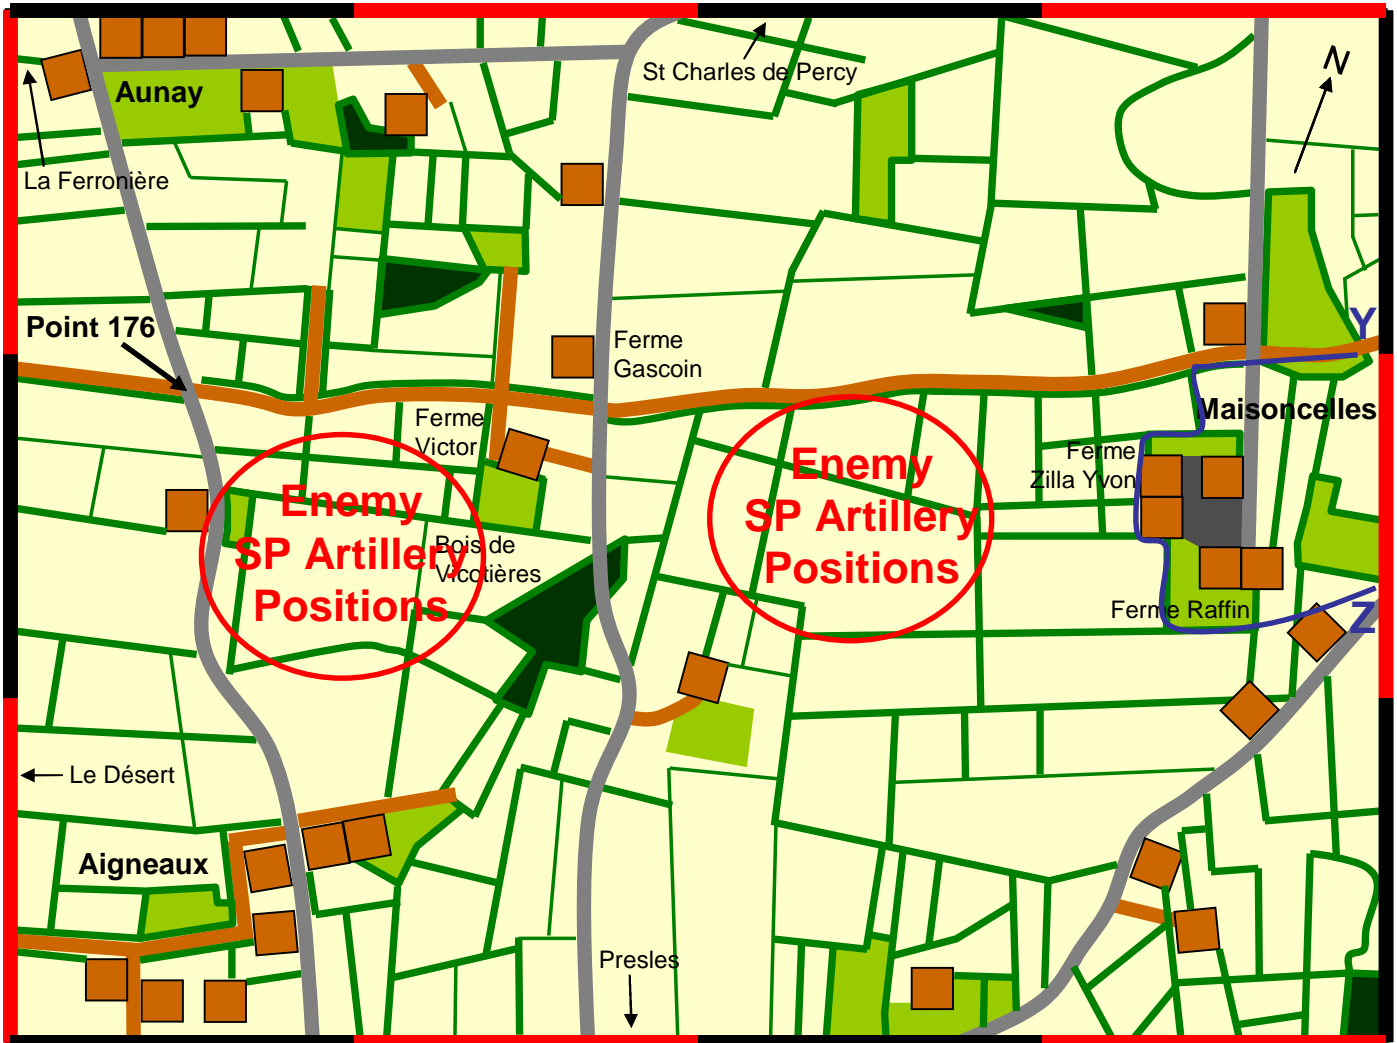 St Charles de Percy
N
Aunay
La Ferronière
Point 176
Y
Ferme
Gascoin
Maisoncelles
Ferme
Victor
Ferme
Zilla Yvon
Enemy
SP Artillery
Positions
Enemy
SP Artillery
Positions
Bois de
Vicotières
Ferme Raffin
Z
Le Désert
Aigneaux
Presles